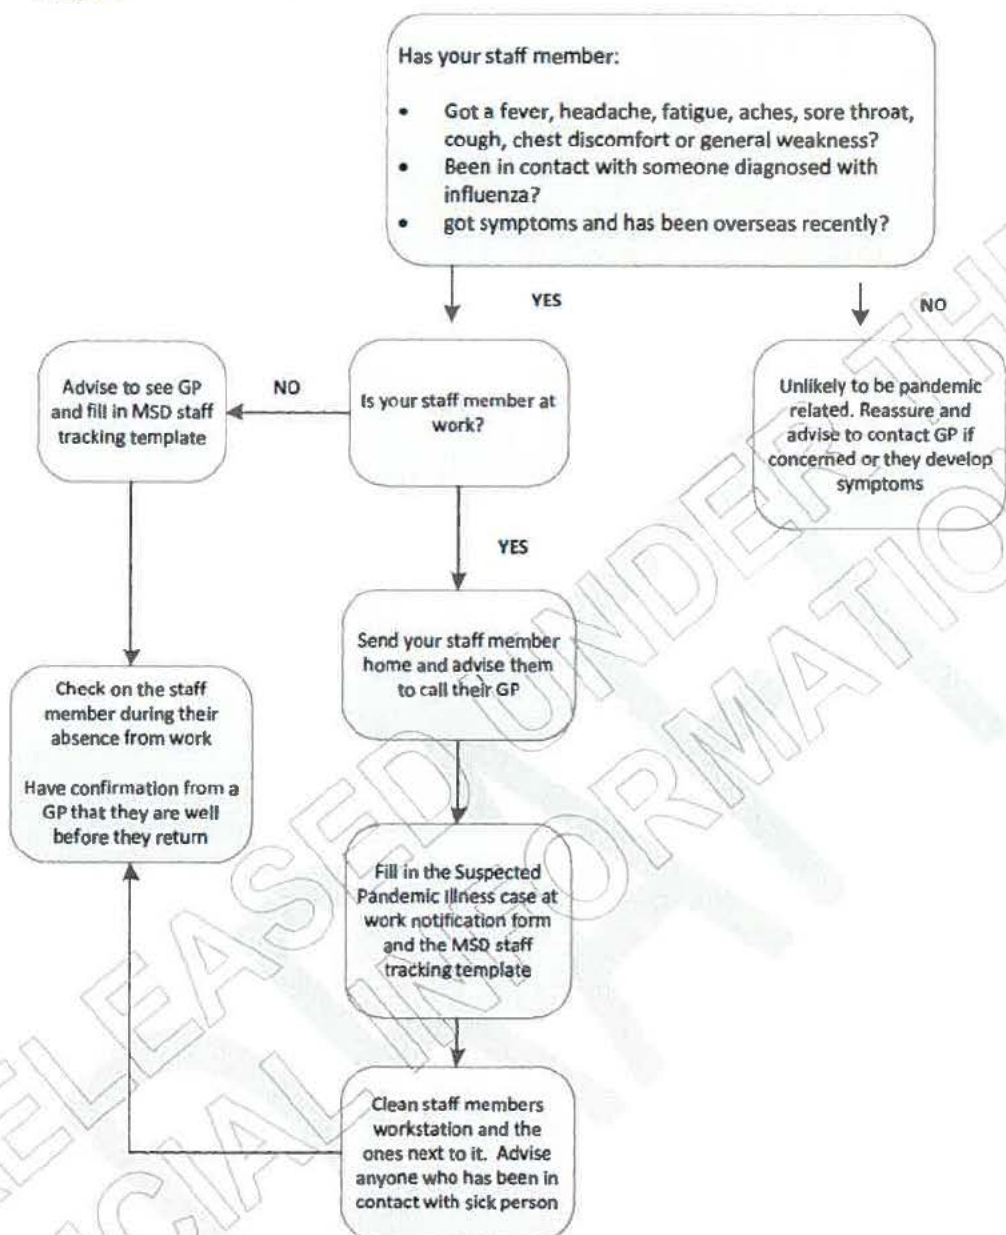 Has your staff member:
• Got a fever, headache, fatigue, aches, sore throat,
cough, chest discomfort or general weakness?
• Been in contact with someone diagnosed with
influenza?
• got symptoms and has been overseas recently?
YES
NO
Advise to see GP
and fill in MSD staff
tracking template
NO
Is your staff member at
work?
Unlikely to be pandemic
related. Reassure and
advise to contact GP if
concerned or they develop
symptoms
YES
Send your staff member
home and advise them
to call their GP
Check on the staff
member during their
absence from work
Have confirmation from a
GP that they are well
before they return
Fill in the Suspected
Pandemic Illness case at
work notification form
and the MSD staff
tracking template
Clean staff members
workstation and the
ones next to it. Advise
anyone who has been in
contact with sick person
RELEASED UNDER THE
INFORMATION